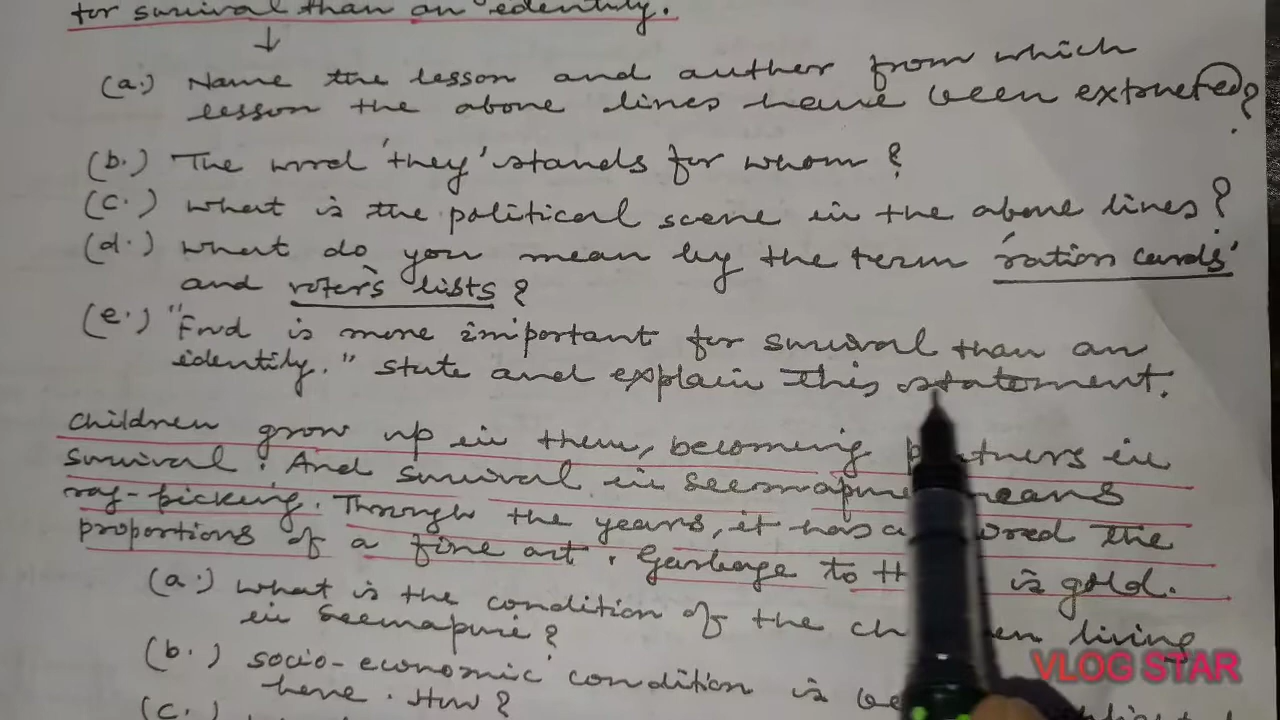 for survival than an identity.
(a.) Name the lesson and auther from which
lesson the above lines have been extracted?
(b.) The word 'they' stands for whom?
(c.) what is the political scene in the above lines?
(d.) what do you mean by the term 'ration cards'
and voter's lists?
(e.) "Food is more important for survival than an
identity." state and explain this statement.
Children grow up in them, becoming partners in
survival. And survival in Seemapuri means
rag-picking. Through the years, it has acquired the
proportions of a fine art. Garbage to them is gold.
(a.) what is the condition of the children living
in Seemapuri?
(b.) socio-economic condition is
here. How?
(c.)
VLOG STAR